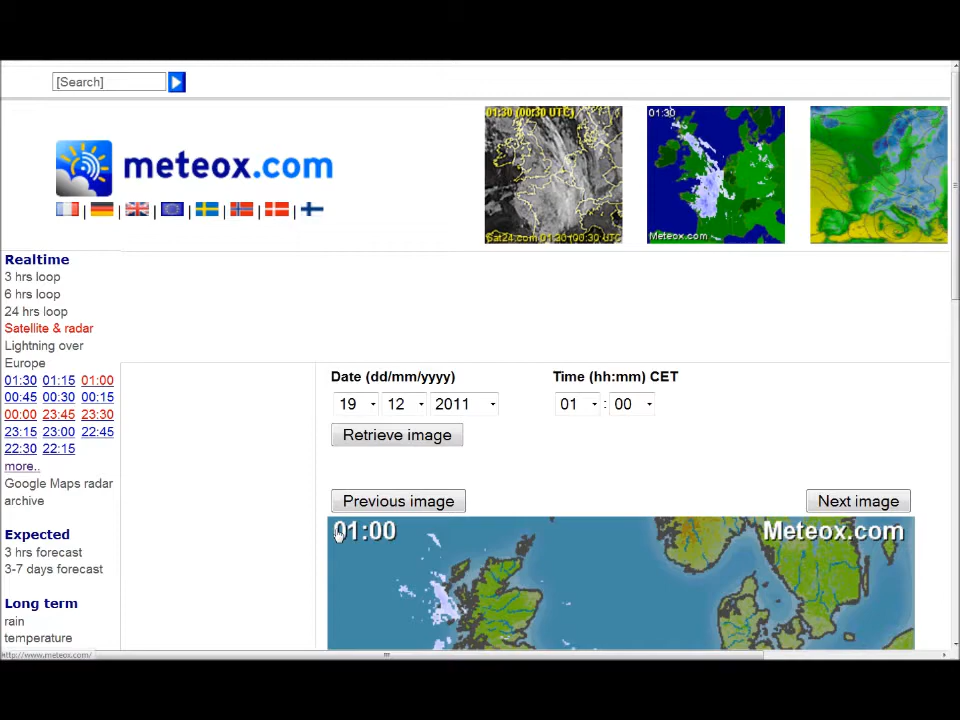 [Search]
01:30 (00:30 UTC)
01:30
meteox.com
Sat24.com 01:30 (00:30 UTC
Meteox.com
Realtime
3 hrs loop
6 hrs loop
24 hrs loop
Satellite & radar
Lightning over
Europe
01:30 01:15 01:00
00:45 00:30 00:15
00:00 23:45 23:30
23:15 23:00 22:45
22:30 22:15
more..
Google Maps radar
archive
Expected
3 hrs forecast
3-7 days forecast
Long term
rain
temperature
Date (dd/mm/yyyy) Time (hh:mm) CET
19 12 2011 01 : 00
Retrieve image
Previous image Next image
01:00 Meteox.com
http://www.meteox.com/